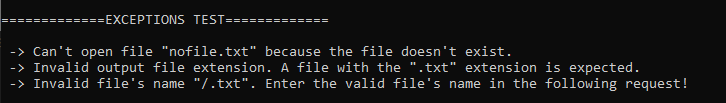 =============EXCEPTIONS TEST=============
-> Can't open file "nofile.txt" because the file doesn't exist.
-> Invalid output file extension. A file with the ".txt" extension is expected.
-> Invalid file's name "/.txt". Enter the valid file's name in the following request!